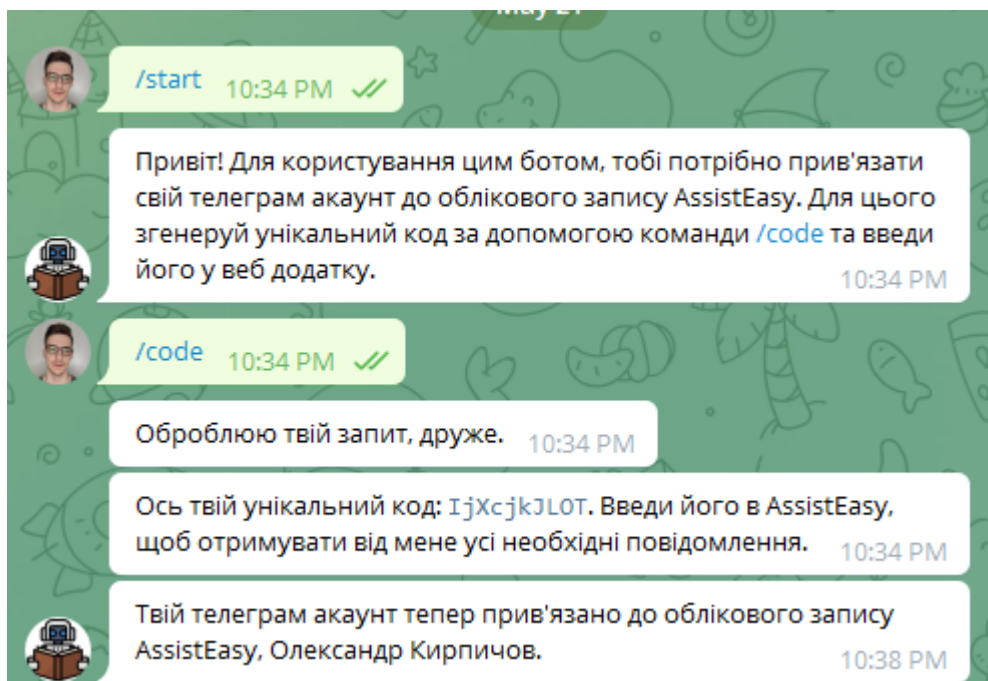 May 21
/start 10:34 PM
Привіт! Для користування цим ботом, тобі потрібно прив'язати
свій телеграм акаунт до облікового запису AssistEasy. Для цього
згенеруй унікальний код за допомогою команди /code та введи
його у веб додатку. 10:34 PM
/code 10:34 PM
Оброблюю твій запит, друже. 10:34 PM
Ось твій унікальний код: IjXcjkJLOT. Введи його в AssistEasy,
щоб отримувати від мене усі необхідні повідомлення. 10:34 PM
Твій телеграм акаунт тепер прив'язано до облікового запису
AssistEasy, Олександр Кирпичов. 10:38 PM